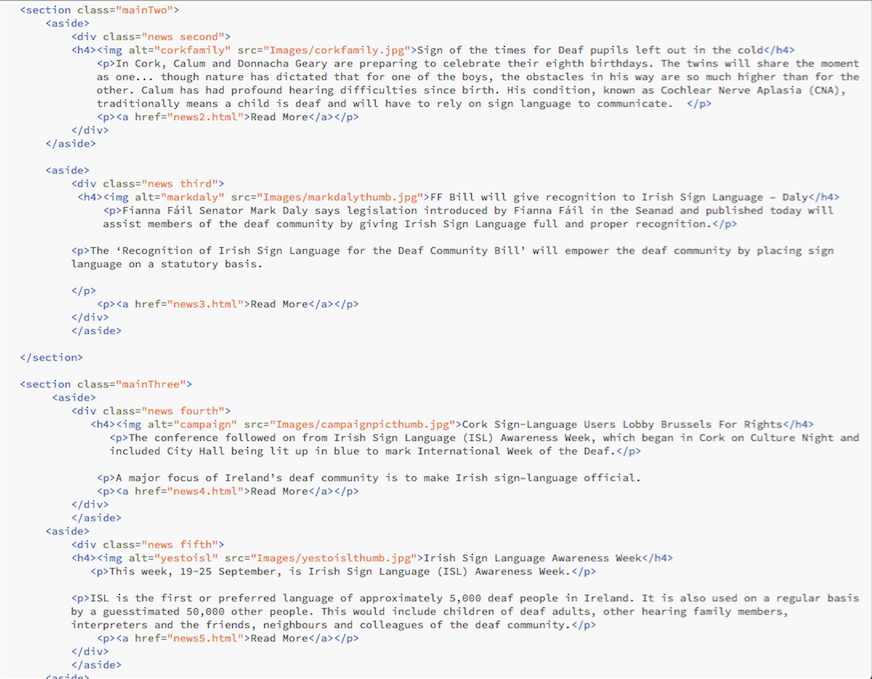 <section class="mainTwo">
<aside>
<div class="news second">
<h4><img alt="corkfamily" src="Images/corkfamily.jpg">Sign of the times for Deaf pupils left out in the cold</h4>
<p>In Cork, Calum and Donnacha Geary are preparing to celebrate their eighth birthdays. The twins will share the moment
as one... though nature has dictated that for one of the boys, the obstacles in his way are so much higher than for the
other. Calum has had profound hearing difficulties since birth. His condition, known as Cochlear Nerve Aplasia (CNA),
traditionally means a child is deaf and will have to rely on sign language to communicate.  </p>
<p><a href="news2.html">Read More</a></p>
</div>
</aside>
<aside>
<div class="news third">
<h4><img alt="markdaly" src="Images/markdalythumb.jpg">FF Bill will give recognition to Irish Sign Language – Daly</h4>
<p>Fianna Fáil Senator Mark Daly says legislation introduced by Fianna Fáil in the Seanad and published today will
assist members of the deaf community by giving Irish Sign Language full and proper recognition.</p>
<p>The ‘Recognition of Irish Sign Language for the Deaf Community Bill’ will empower the deaf community by placing sign
language on a statutory basis.
</p>
<p><a href="news3.html">Read More</a></p>
</div>
</aside>
</section>
<section class="mainThree">
<aside>
<div class="news fourth">
<h4><img alt="campaign" src="Images/campaignpicthumb.jpg">Cork Sign-Language Users Lobby Brussels For Rights</h4>
<p>The conference followed on from Irish Sign Language (ISL) Awareness Week, which began in Cork on Culture Night and
included City Hall being lit up in blue to mark International Week of the Deaf.</p>
<p>A major focus of Ireland’s deaf community is to make Irish sign-language official.
<p><a href="news4.html">Read More</a></p>
</div>
</aside>
<aside>
<div class="news fifth">
<h4><img alt="yestoisl" src="Images/yestoislthumb.jpg">Irish Sign Language Awareness Week</h4>
<p>This week, 19-25 September, is Irish Sign Language (ISL) Awareness Week.</p>
<p>ISL is the first or preferred language of approximately 5,000 deaf people in Ireland. It is also used on a regular basis
by a guesstimated 50,000 other people. This would include children of deaf adults, other hearing family members,
interpreters and the friends, neighbours and colleagues of the deaf community.</p>
<p><a href="news5.html">Read More</a></p>
</div>
</aside>
<aside>